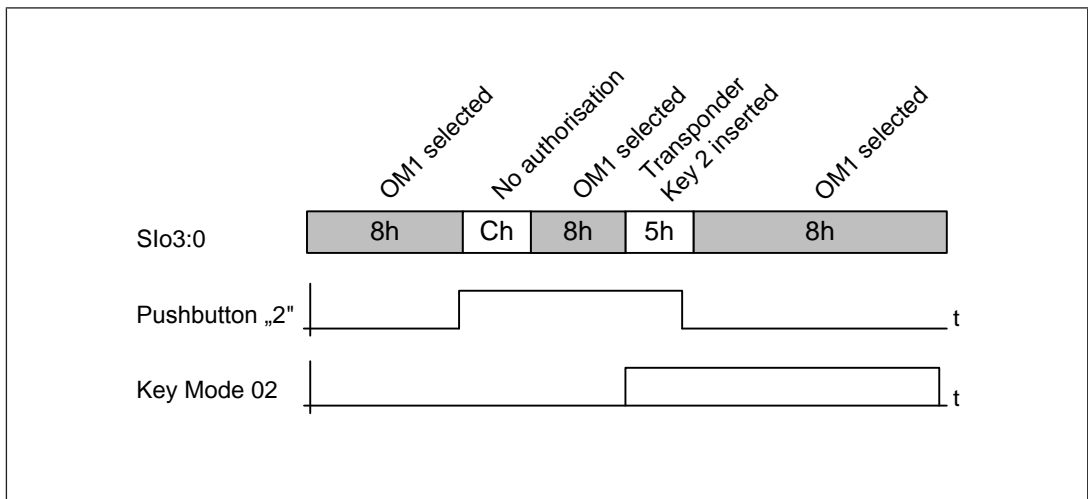 OM1 selected
No authorisation
OM1 selected
Transponder
Key 2 inserted
OM1 selected
SIo3:0
8h
Ch
8h
5h
8h
Pushbutton „2"
t
Key Mode 02
t